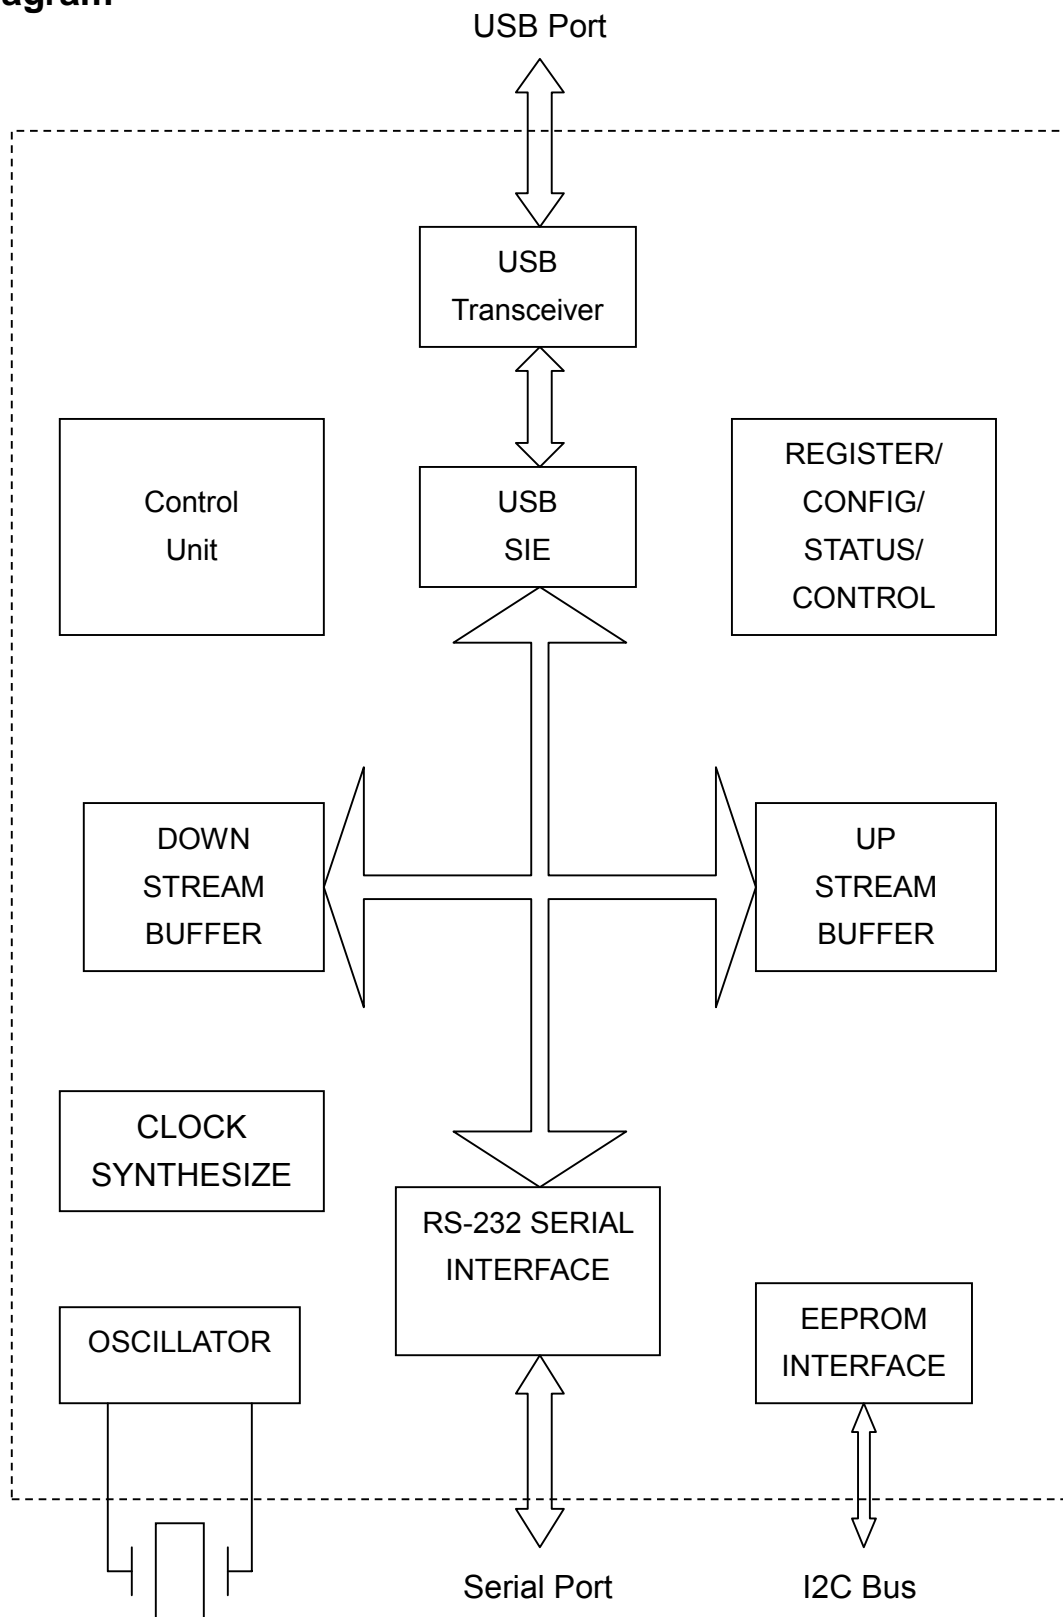 USB Port
USB
Transceiver
Control
Unit
USB
SIE
REGISTER/
CONFIG/
STATUS/
CONTROL
DOWN
STREAM
BUFFER
UP
STREAM
BUFFER
CLOCK
SYNTHESIZE
RS-232 SERIAL
INTERFACE
OSCILLATOR
EEPROM
INTERFACE
Serial Port
I2C Bus